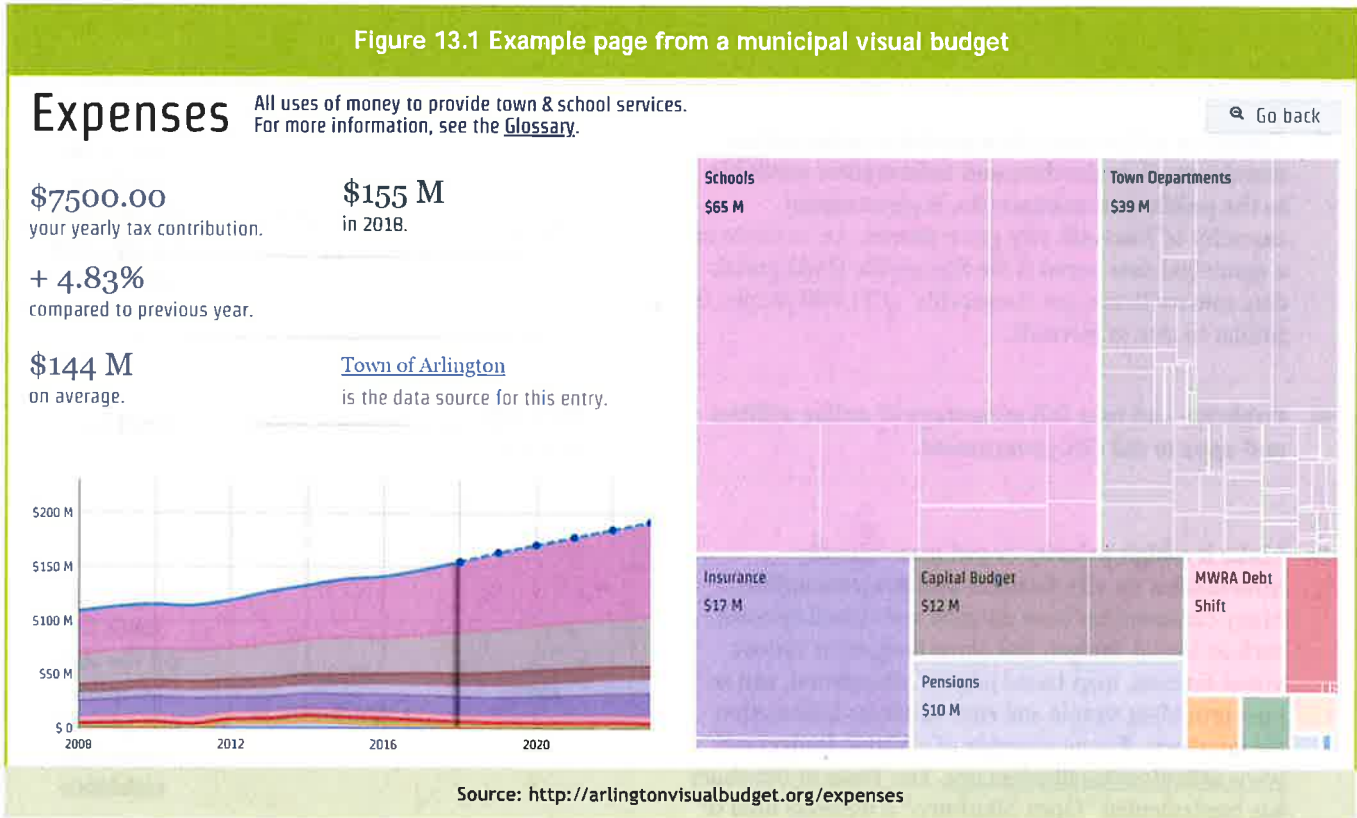 Figure 13.1 Example page from a municipal visual budget
Expenses
All uses of money to provide town & school services.
For more information, see the Glossary.
Go back
$7500.00
your yearly tax contribution.
$155 M
in 2018.
+ 4.83%
compared to previous year.
$144 M
on average.
Town of Arlington
is the data source for this entry.
$200 M
$150 M
$100 M
$50 M
$0
2008
2012
2016
2020
Schools
$65 M
Town Departments
$39 M
Insurance
$17 M
Capital Budget
$12 M
MWRA Debt
Shift
Pensions
$10 M
Source: http://arlingtonvisualbudget.org/expenses